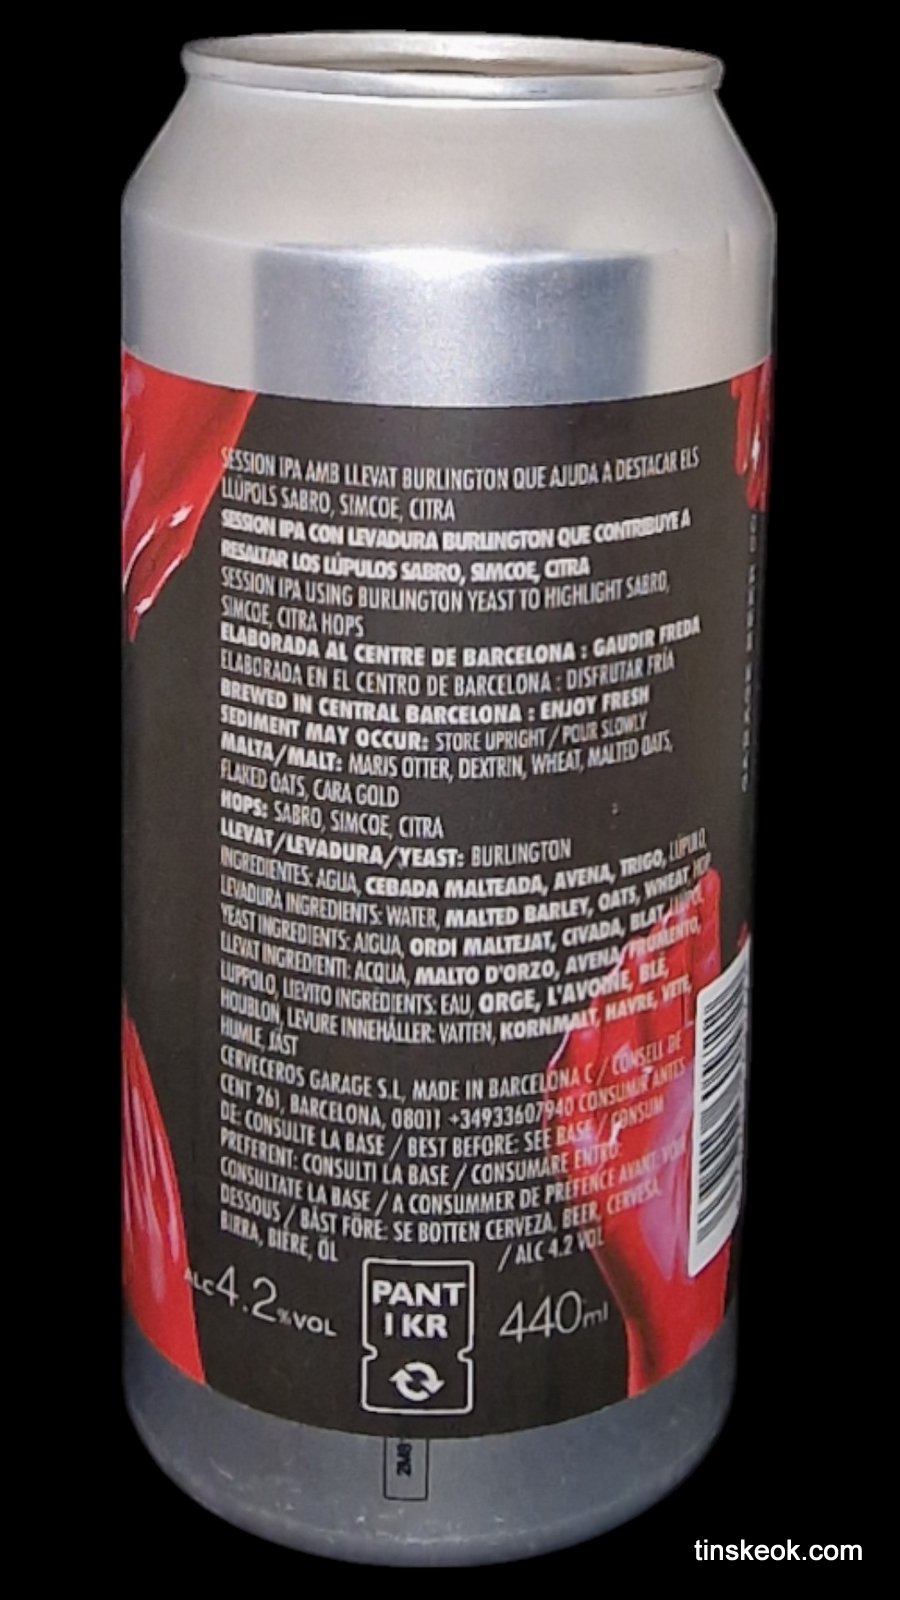 SESSION IPA AMB LLEVAT BURLINGTON QUE AJUDA A DESTACAR ELS
LLÚPOLS SABRO, SIMCOE, CITRA
SESSION IPA CON LEVADURA BURLINGTON QUE CONTRIBUYE A
RESALTAR LOS LÚPULOS SABRO, SIMCOE, CITRA
SESSION IPA USING BURLINGTON YEAST TO HIGHLIGHT SABRO,
SIMCOE, CITRA HOPS
ELABORADA AL CENTRE DE BARCELONA : GAUDIR FREDA
ELABORADA EN EL CENTRO DE BARCELONA : DISFRUTAR FRÍA
BREWED IN CENTRAL BARCELONA : ENJOY FRESH
SEDIMENT MAY OCCUR: STORE UPRIGHT / POUR SLOWLY
MALTA/MALT: MARIS OTTER, DEXTRIN, WHEAT, MALTED OATS,
FLAKED OATS, CARA GOLD
HOPS: SABRO, SIMCOE, CITRA
LLEVAT/LEVADURA/YEAST: BURLINGTON
INGREDIENTES: AGUA, CEBADA MALTEADA, AVENA, TRIGO, LÚPULO,
LEVADURA INGREDIENTS: WATER, MALTED BARLEY, OATS, WHEAT, HOP
YEAST INGREDIENTS: AIGUA, ORDI MALTEJAT, CIVADA, BLAT,
LLEVAT INGREDIENTI: ACQUA, MALTO D'ORZO, AVENA/FRUMENTO,
LUPPOLO, LIEVITO INGRÉDIENTS: EAU, ORGE, L'AVOINE, BLÉ,
HOUBLON, LEVURE INNEHÅLLER: VATTEN, KORNMALT, HAVRE, VETE,
HUMLE, JÄST
CERVECEROS GARAGE S.L, MADE IN BARCELONA C / CONSELL DE
CENT 261, BARCELONA, 08011 +34933607940 CONSUMIR ANTES
DE: CONSULTE LA BASE / BEST BEFORE: SEE BASE / CONSUM
PREFERENT: CONSULTI LA BASE / CONSUMARE ENTRO:
CONSULTATE LA BASE / A CONSUMMER DE PRÉFENCE AVANT: VOIR
DESSOUS / BÄST FÖRE: SE BOTTEN CERVEZA, BEER, CERVESA,
BIRRA, BIÈRE, ÖL / ALC 4.2 VOL
ALC 4.2 % VOL
PANT
1 KR
440ml
tinskeok.com